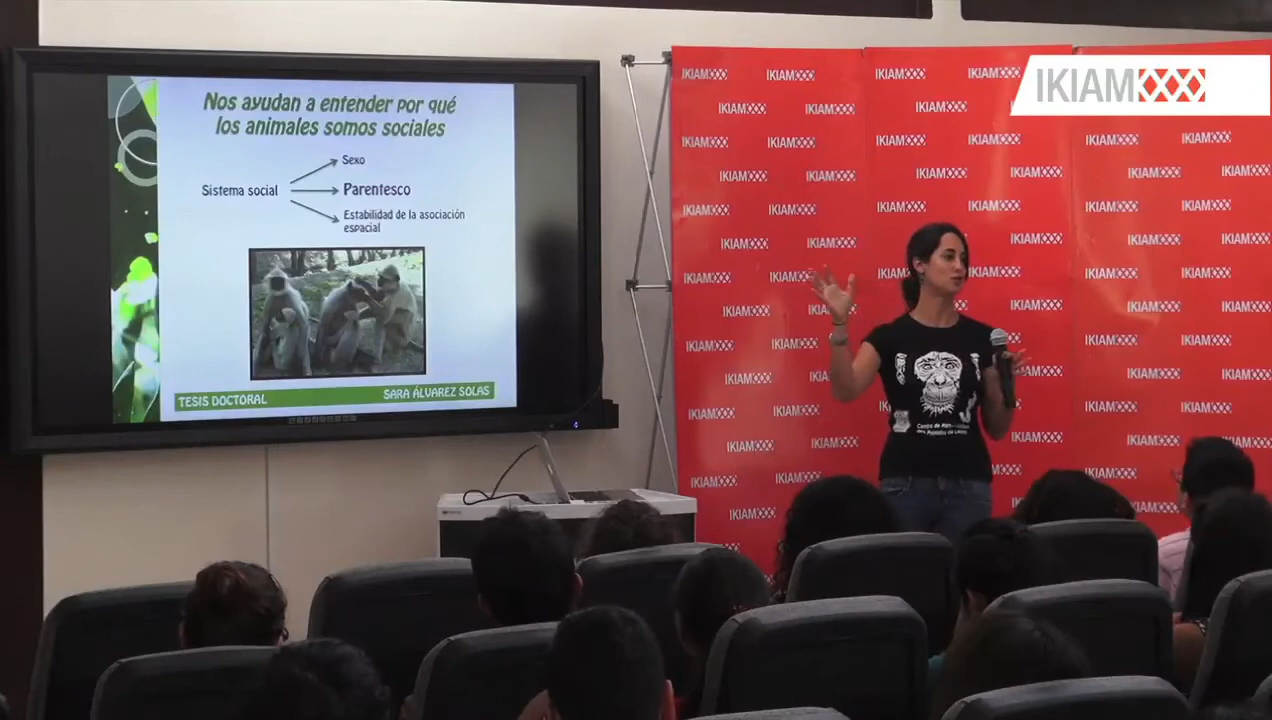 Nos ayudan a entender por qué
los animales somos sociales
Sexo
Sistema social
Parentesco
Estabilidad de la asociación
espacial
TESIS DOCTORAL
SARA ÁLVAREZ SOLAS
IKIAM